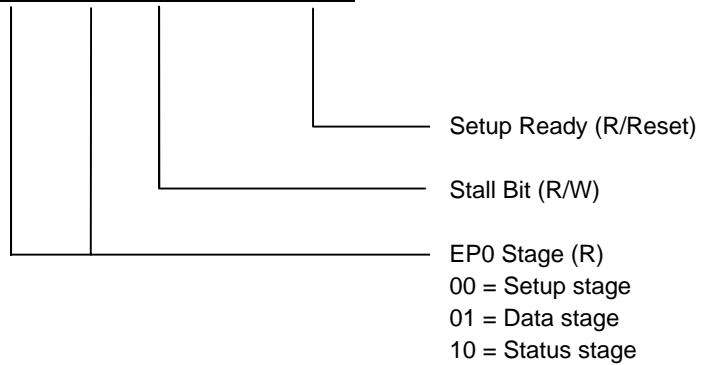 Setup Ready (R/Reset)
Stall Bit (R/W)
EP0 Stage (R)
00 = Setup stage
01 = Data stage
10 = Status stage